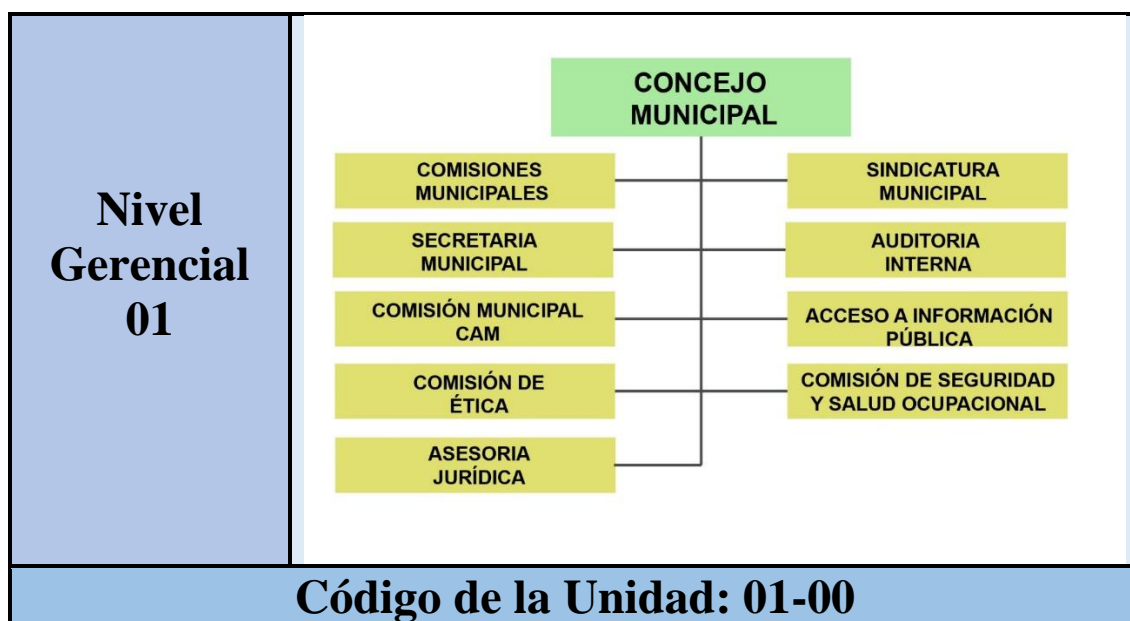 Nivel
Gerencial
01
CONCEJO
MUNICIPAL
COMISIONES
MUNICIPALES
SINDICATURA
MUNICIPAL
SECRETARIA
MUNICIPAL
AUDITORIA
INTERNA
COMISIÓN MUNICIPAL
CAM
ACCESO A INFORMACIÓN
PÚBLICA
COMISIÓN DE
ÉTICA
COMISIÓN DE SEGURIDAD
Y SALUD OCUPACIONAL
ASESORIA
JURÍDICA
Código de la Unidad: 01-00